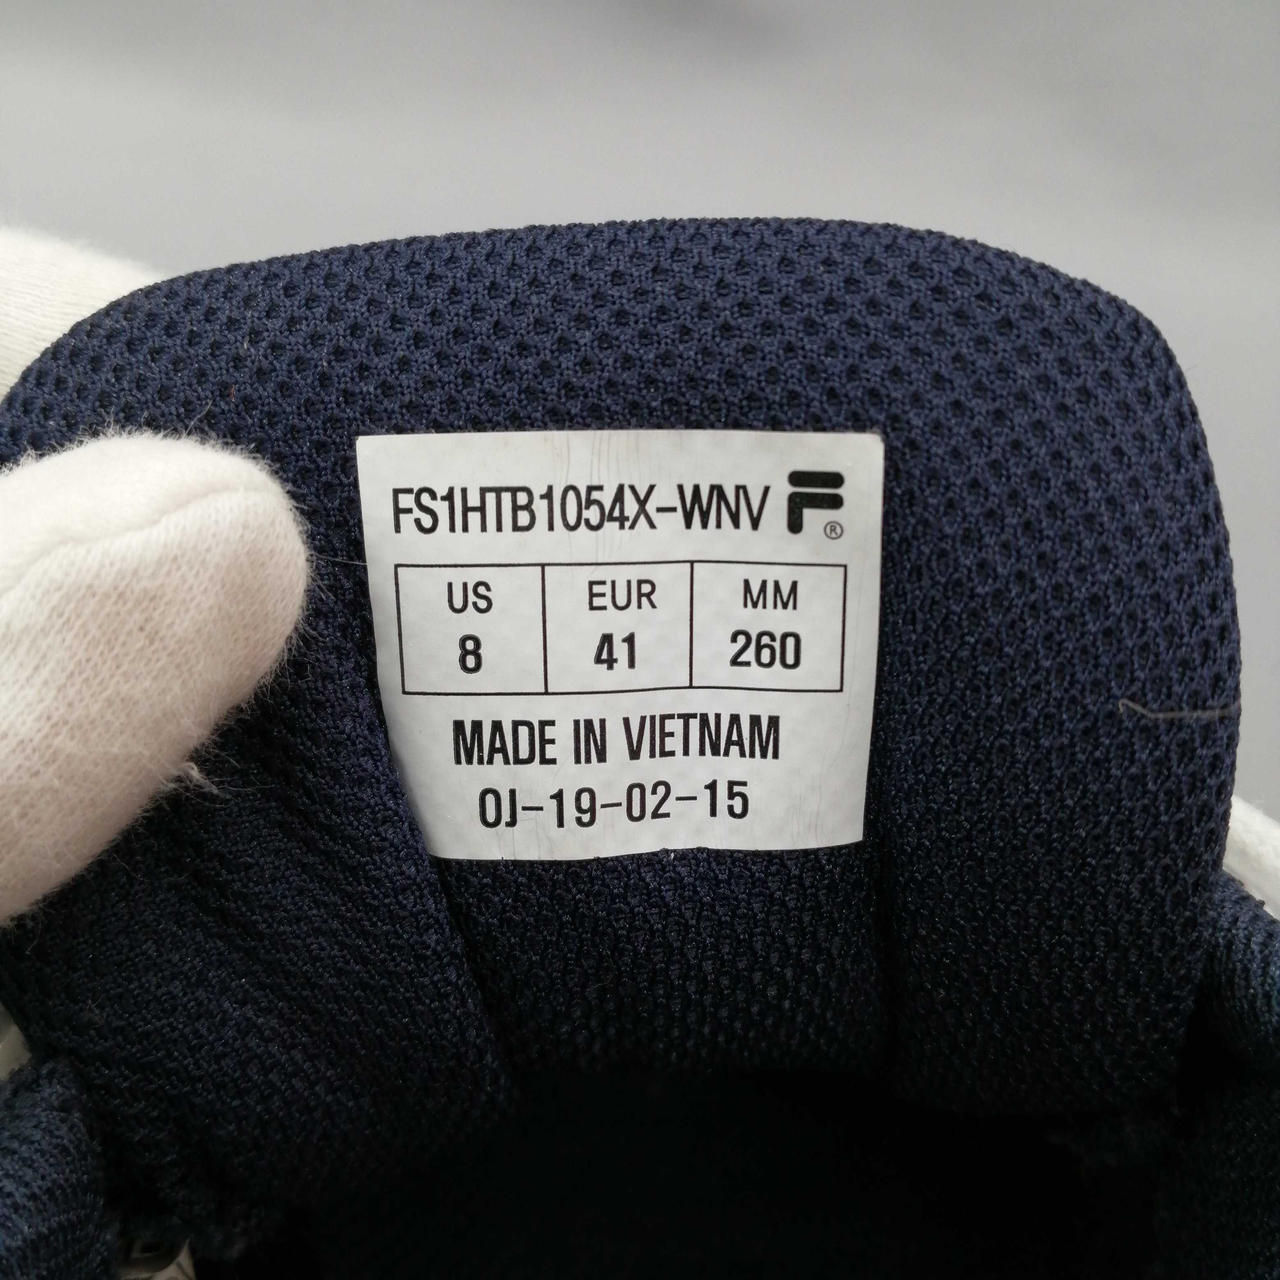 FS1HTB1054X-WNV F®
US EUR MM
8 41 260
MADE IN VIETNAM
OJ-19-02-15